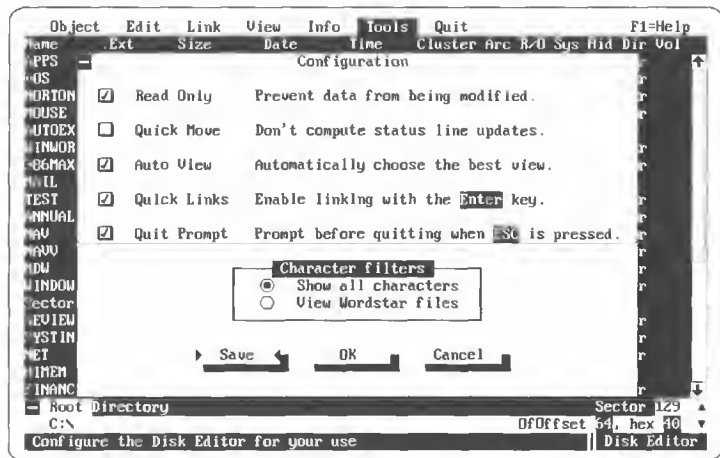 Object Edit Link View Info Tools Quit F1=Help
Name .Ext Size Date Time Cluster Arc R/O Sys Hid Dir Vol
Configuration
Read Only Prevent data from being modified.
Quick Move Don't compute status line updates.
Auto View Automatically choose the best view.
Quick Links Enable linking with the Enter key.
TEST
Quit Prompt Prompt before quitting when ESC is pressed.
Character filters
Show all characters
View Wordstar files
Save OK Cancel
Root Directory Sector 129
C:\ Offset 64, hex 40
Configure the Disk Editor for your use Disk Editor